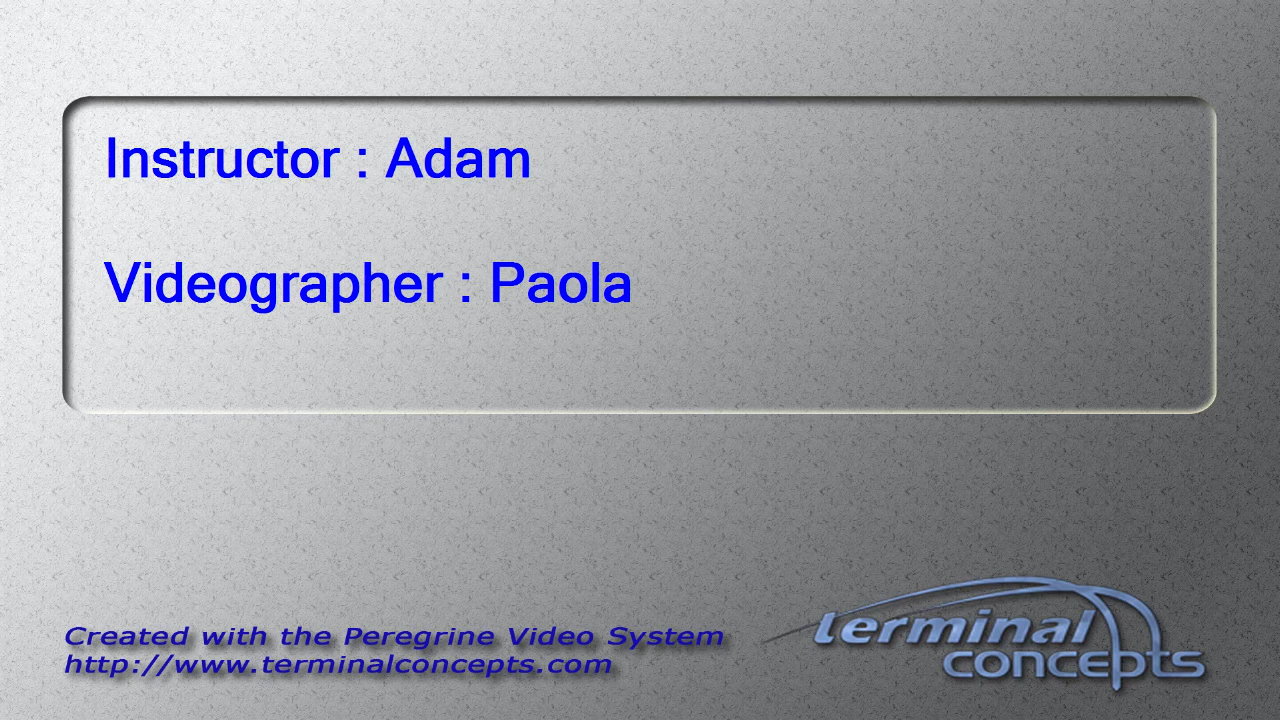 Instructor : Adam
Videographer : Paola
Created with the Peregrine Video System
http://www.terminalconcepts.com
terminal
concepts